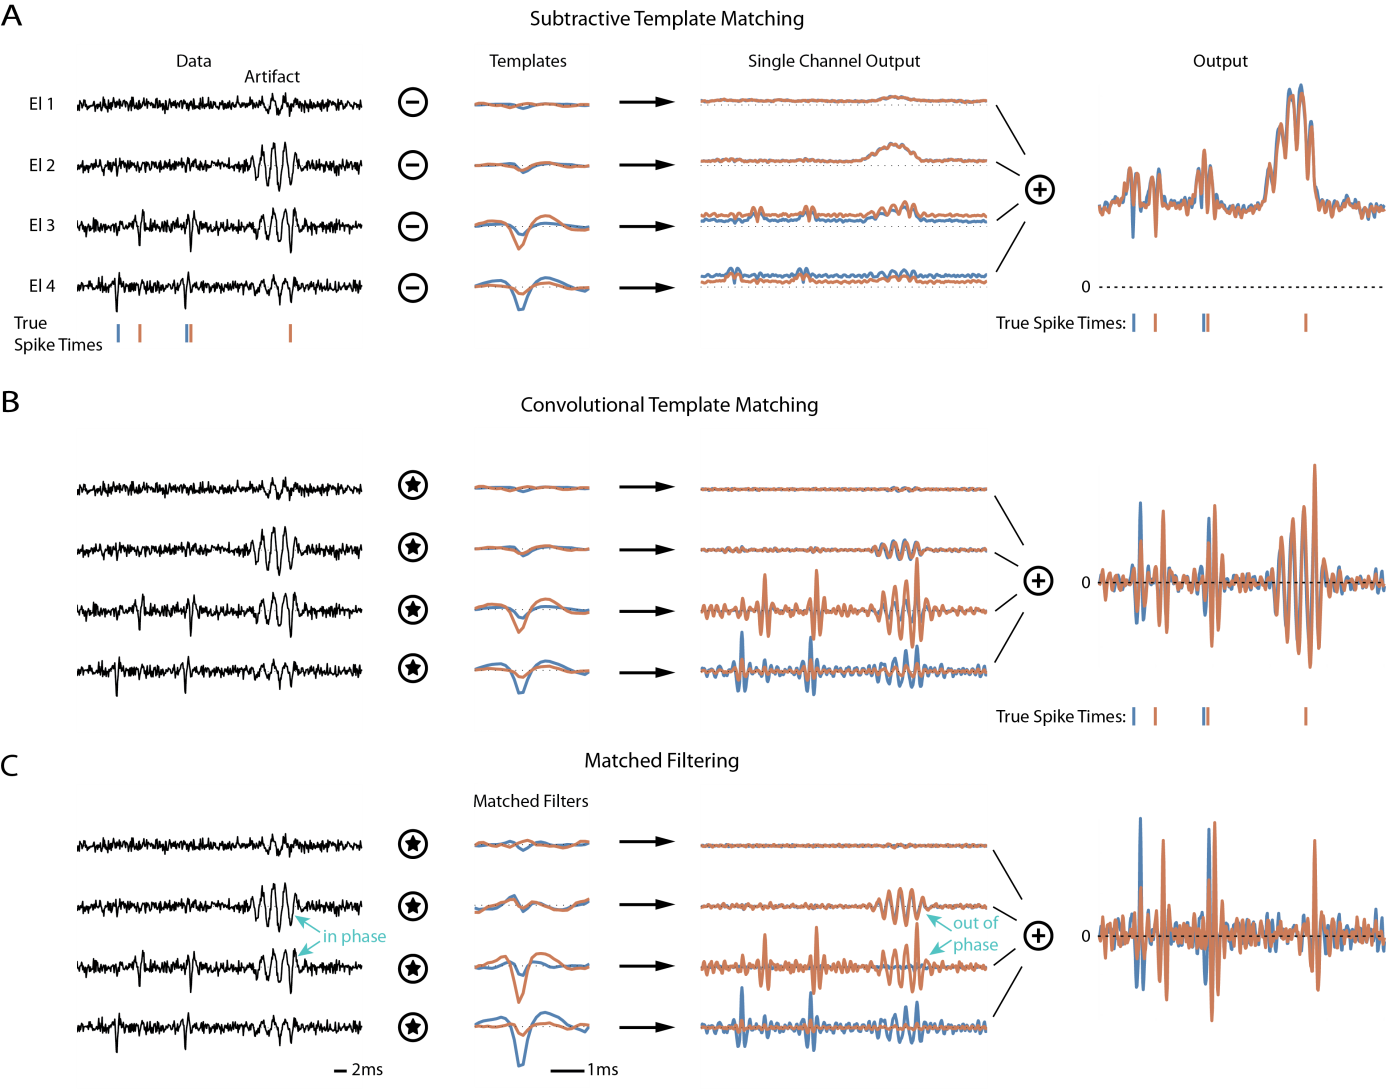 A
Subtractive Template Matching
Data
Templates
Single Channel Output
Output
Artifact
El 1
El 2
El 3
El 4
0
True
Spike Times
True Spike Times:
B
Convolutional Template Matching
0
True Spike Times:
C
Matched Filtering
Matched Filters
in phase
out of
phase
0
2ms
1ms